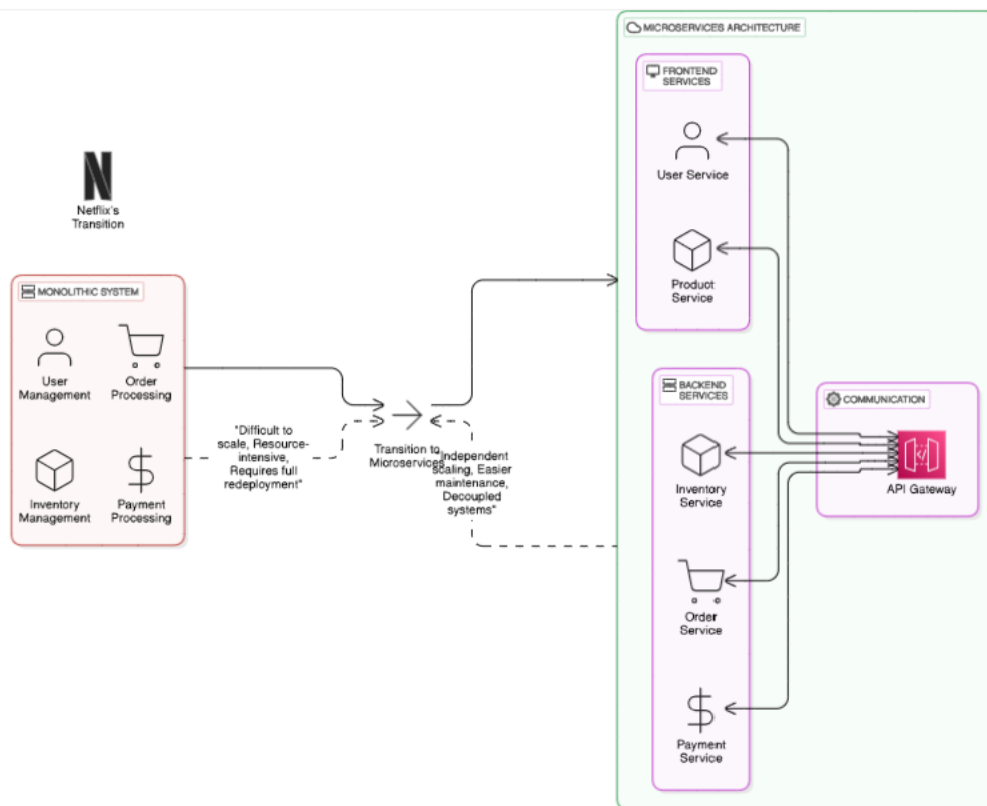 MICROSERVICES ARCHITECTURE
FRONTEND
SERVICES
User Service
Product
Service
N
Netflix's
Transition
MONOLITHIC SYSTEM
User
Management
Order
Processing
Inventory
Management
Payment
Processing
"Difficult to
scale, Resource-
intensive,
Requires full
redeployment"
Transition to
Microservices
"Independent
scaling, Easier
maintenance,
Decoupled
systems"
BACKEND
SERVICES
Inventory
Service
Order
Service
Payment
Service
COMMUNICATION
API Gateway